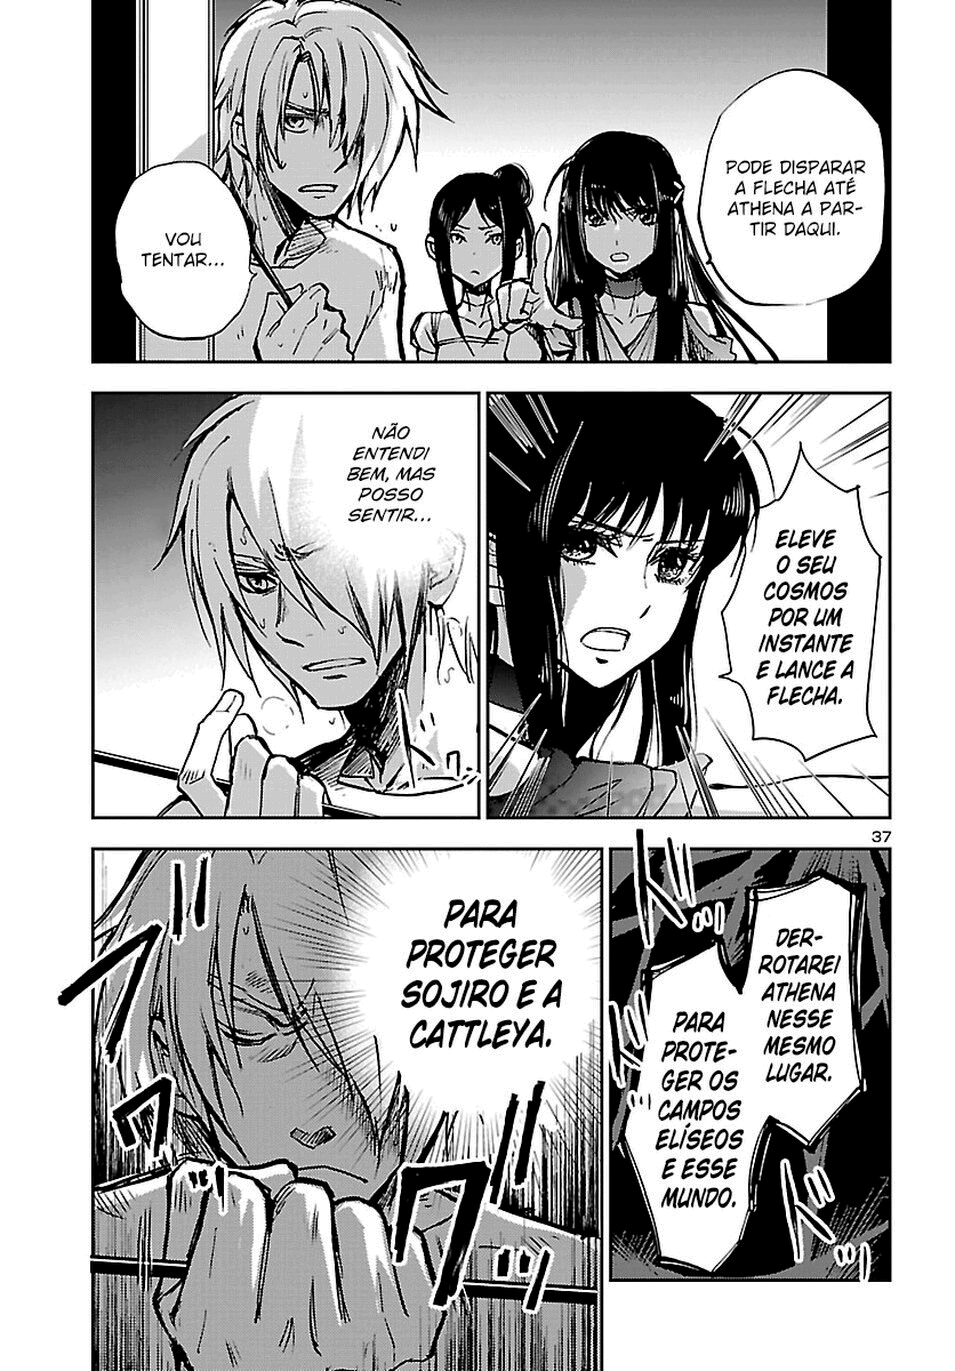 PODE DISPARAR
A FLECHA ATÉ
ATHENA A PAR-
TIR DAQUI.
VOU
TENTAR...
ELEVE
O SEU
COSMOS
POR UM
INSTANTE
E LANCE A
FLECHA.
NÃO
ENTENDI
BEM, MAS
POSSO
SENTIR...
37
DER-
ROTAREI
ATHENA
NESSE
MESMO
LUGAR.
PARA
PROTE-
GER OS
CAMPOS
ELÍSEOS
E ESSE
MUNDO.
PARA
PROTEGER
SOJIRO E A
CATTLEYA.